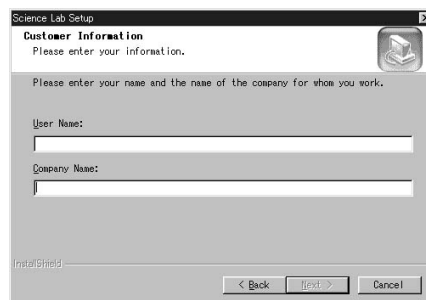 Science Lab Setup
Customer Information
Please enter your information.
Please enter your name and the name of the company for whom you work.
User Name:
Company Name:
InstallShield
< Back
Next >
Cancel